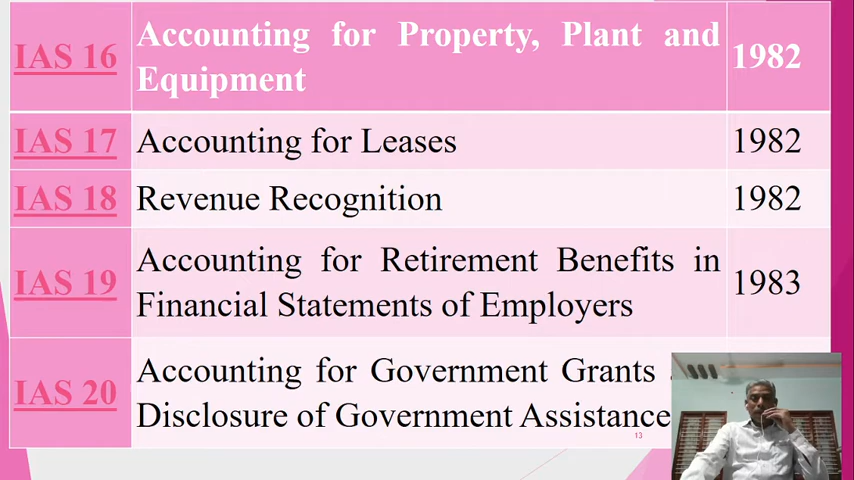 IAS 16
Accounting for Property, Plant and
Equipment
1982
IAS 17
Accounting for Leases
1982
IAS 18
Revenue Recognition
1982
IAS 19
Accounting for Retirement Benefits in
Financial Statements of Employers
1983
IAS 20
Accounting for Government Grants
Disclosure of Government Assistance
13